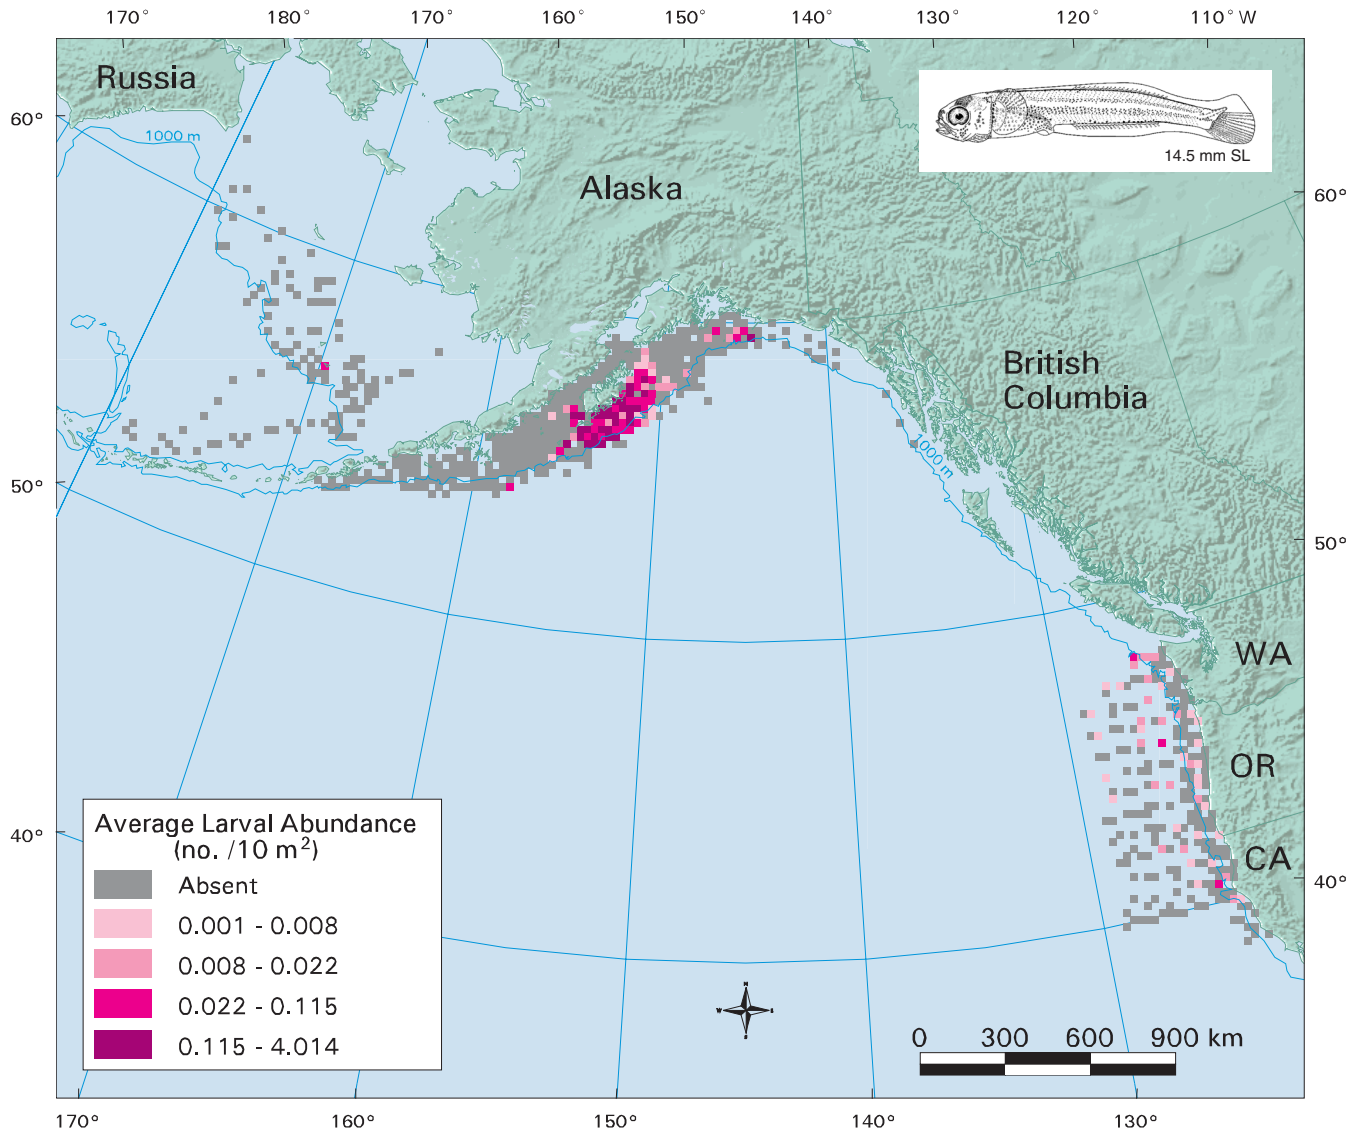 170°
180°
170°
160°
150°
140°
130°
120°
110° W
Russia
60°
1000 m
14.5 mm SL
Alaska
60°
British
Columbia
1000 m
50°
50°
WA
OR
Average Larval Abundance
(no. /10 m²)
40°
CA
Absent
40°
0.001 - 0.008
0.008 - 0.022
0.022 - 0.115
0.115 - 4.014
N
W
E
S
0
300
600
900 km
170°
160°
150°
140°
130°